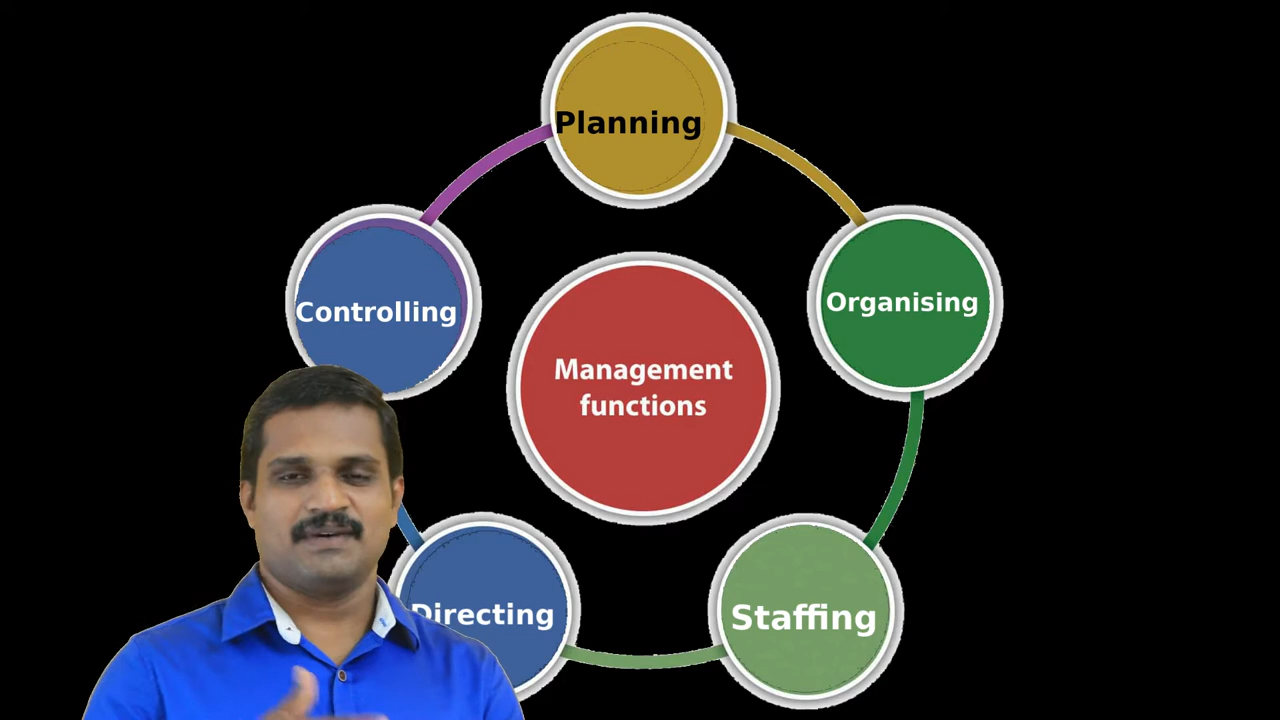 Planning
Organising
Controlling
Management
functions
Directing
Staffing